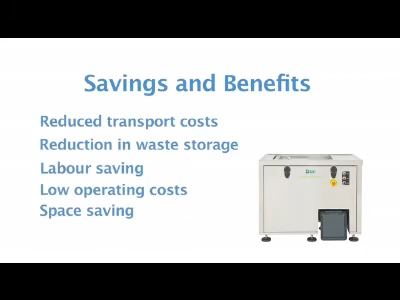 Savings and Benefits
Reduced transport costs
Reduction in waste storage
Labour saving
Low operating costs
Space saving